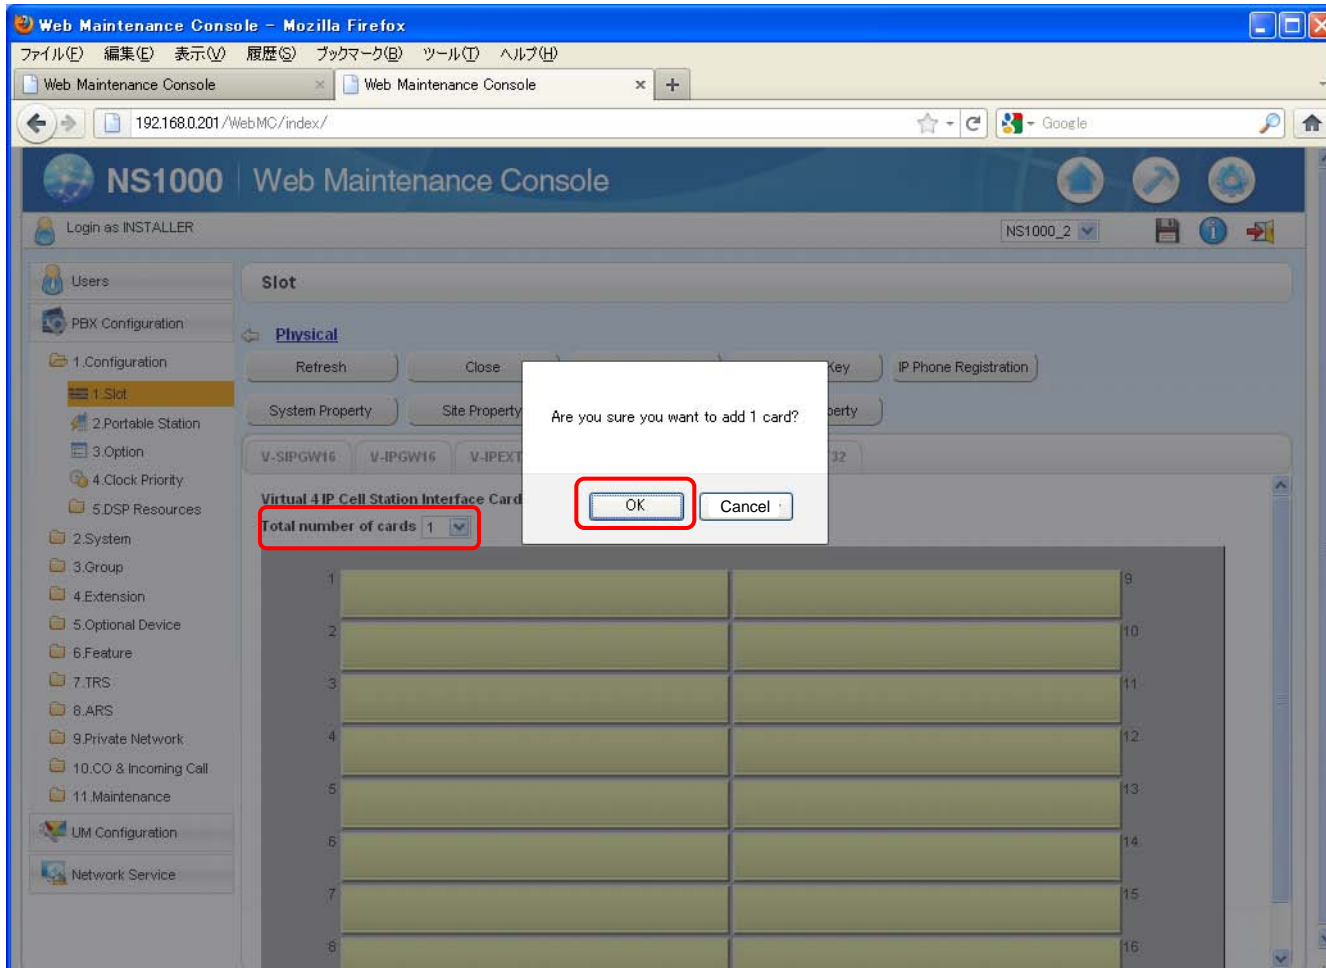 Web Maintenance Console - Mozilla Firefox
ファイル(F) 編集(E) 表示(V) 履歴(S) ブックマーク(B) ツール(T) ヘルプ(H)
Web Maintenance Console × Web Maintenance Console × +
192.168.0.201/WebMC/index/ Google
NS1000 Web Maintenance Console
Login as INSTALLER NS1000_2
Users
Slot
PBX Configuration
Physical
1.Configuration
Refresh Close Key IP Phone Registration
1.Slot
System Property Site Property perty
2.Portable Station
3.Option
V-SIPGW16 V-IPGW16 V-IPEXT T32
4.Clock Priority
5.DSP Resources
Virtual 4 IP Cell Station Interface Card
Total number of cards 1
Are you sure you want to add 1 card?
OK Cancel
2.System
3.Group
4.Extension
5.Optional Device
6.Feature
7.TRS
8.ARS
9.Private Network
10.CO & Incoming Call
11.Maintenance
UM Configuration
Network Service
1 9
2 10
3 11
4 12
5 13
6 14
7 15
8 16